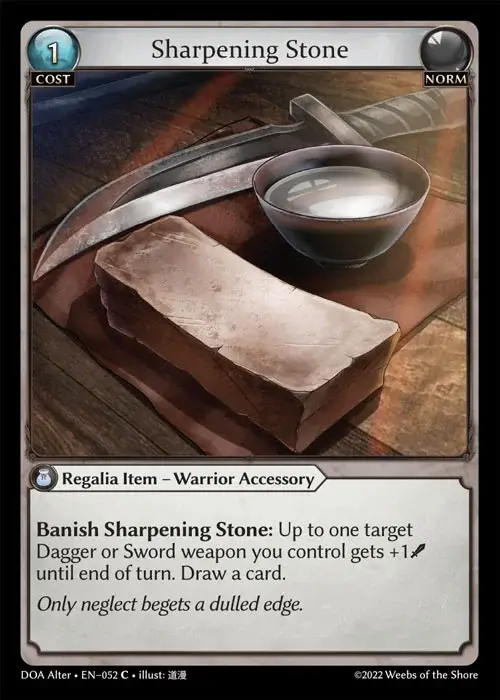 1
COST
Sharpening Stone
NORM
Regalia Item – Warrior Accessory
Banish Sharpening Stone: Up to one target
Dagger or Sword weapon you control gets +1
until end of turn. Draw a card.
Only neglect begets a dulled edge.
DOA Alter • EN–052 C • illust: 道漫
©2022 Weebs of the Shore